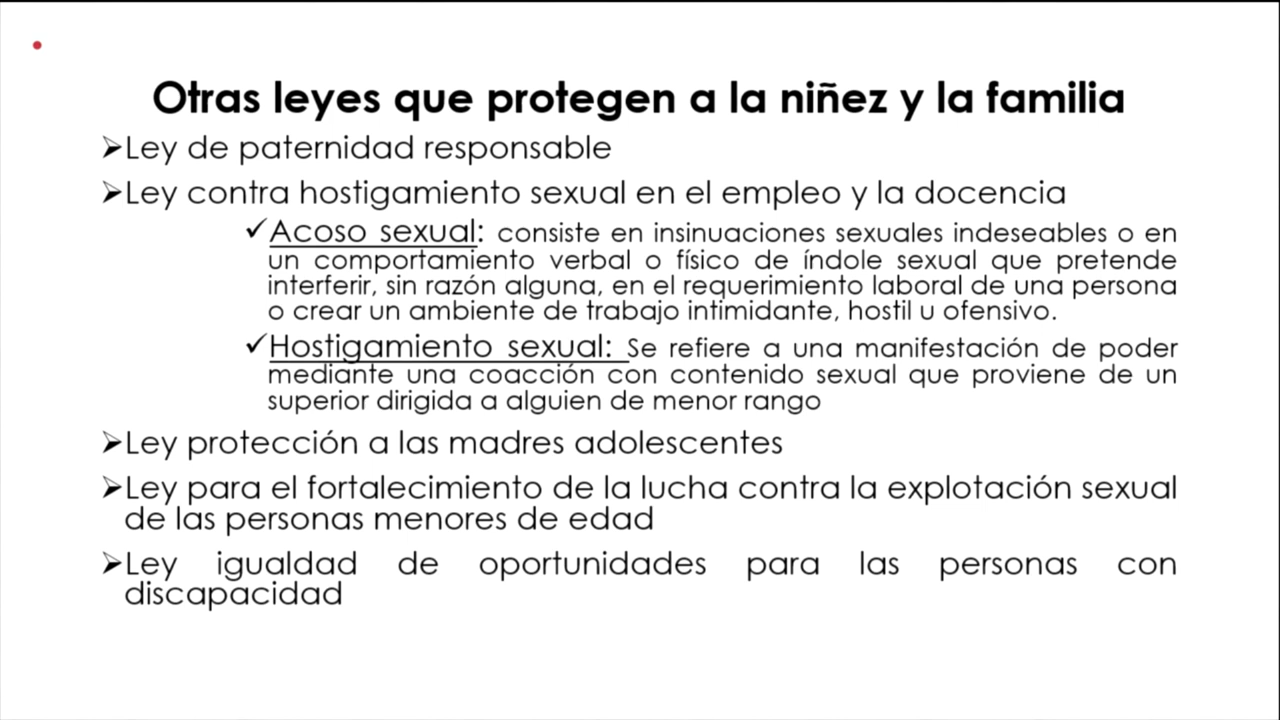 Otras leyes que protegen a la niñez y la familia
➢Ley de paternidad responsable
➢Ley contra hostigamiento sexual en el empleo y la docencia
✓Acoso sexual: consiste en insinuaciones sexuales indeseables o en
un comportamiento verbal o físico de índole sexual que pretende
interferir, sin razón alguna, en el requerimiento laboral de una persona
o crear un ambiente de trabajo intimidante, hostil u ofensivo.
✓Hostigamiento sexual: Se refiere a una manifestación de poder
mediante una coacción con contenido sexual que proviene de un
superior dirigida a alguien de menor rango
➢Ley protección a las madres adolescentes
➢Ley para el fortalecimiento de la lucha contra la explotación sexual
de las personas menores de edad
➢Ley igualdad de oportunidades para las personas con
discapacidad